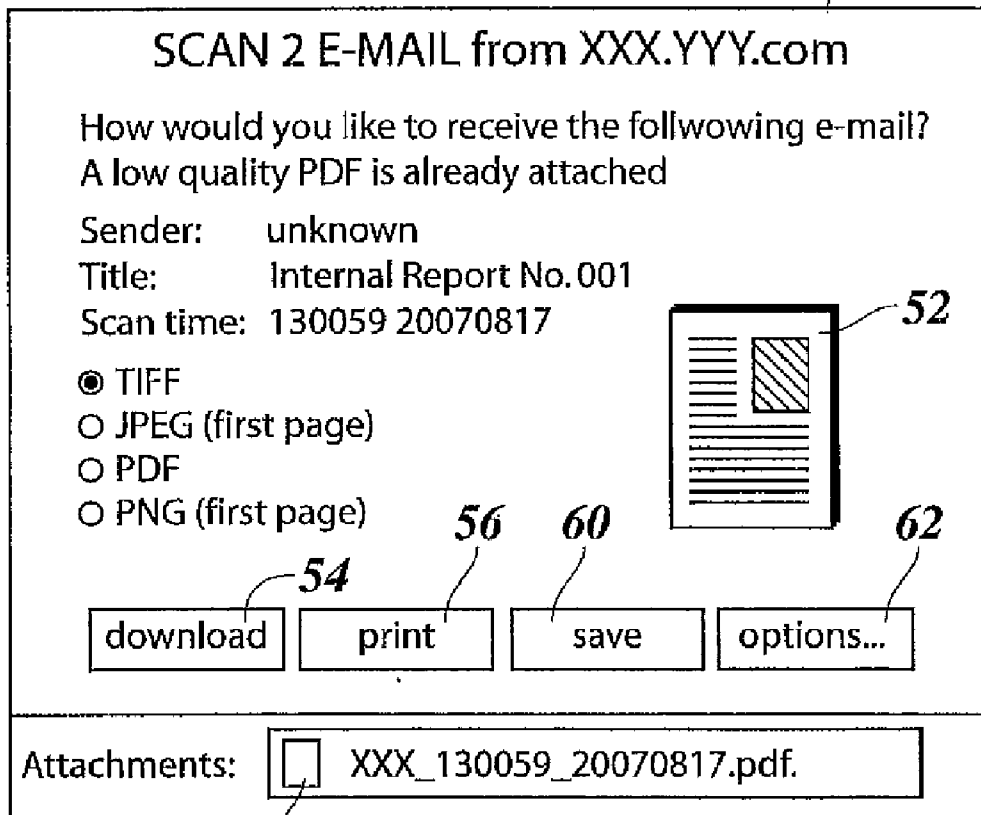 SCAN 2 E-MAIL from XXX.YYY.com
How would you like to receive the follwowing e-mail?
A low quality PDF is already attached
Sender: unknown
Title: Internal Report No. 001
Scan time: 130059 20070817
52
TIFF
JPEG (first page)
PDF
PNG (first page)
56 60 62
54
download print save options...
Attachments: XXX_130059_20070817.pdf.